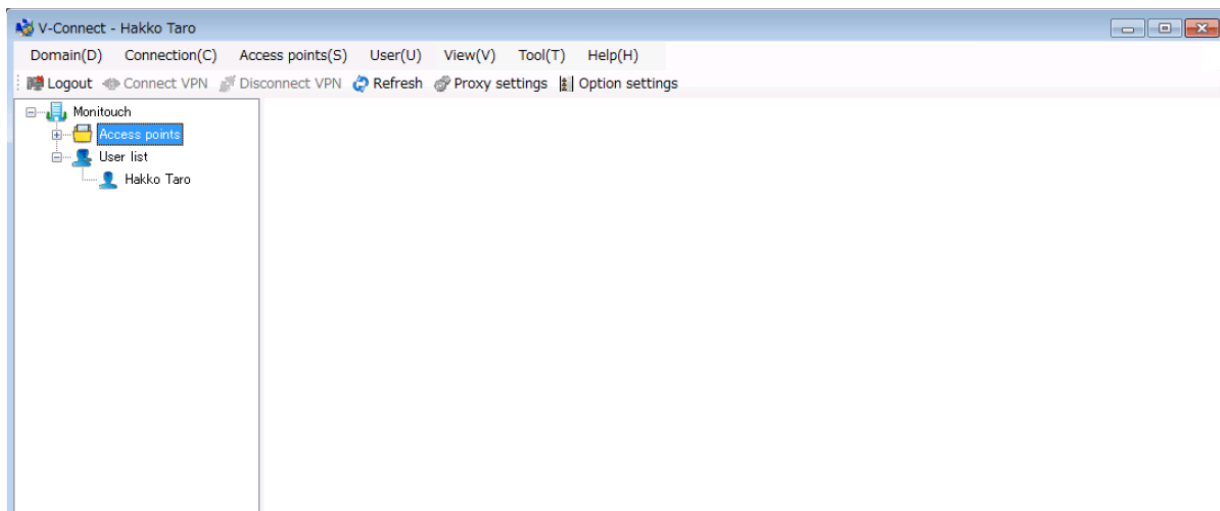 V-Connect - Hakko Taro
Domain(D) Connection(C) Access points(S) User(U) View(V) Tool(T) Help(H)
Logout Connect VPN Disconnect VPN Refresh Proxy settings Option settings
Monitouch
Access points
User list
Hakko Taro